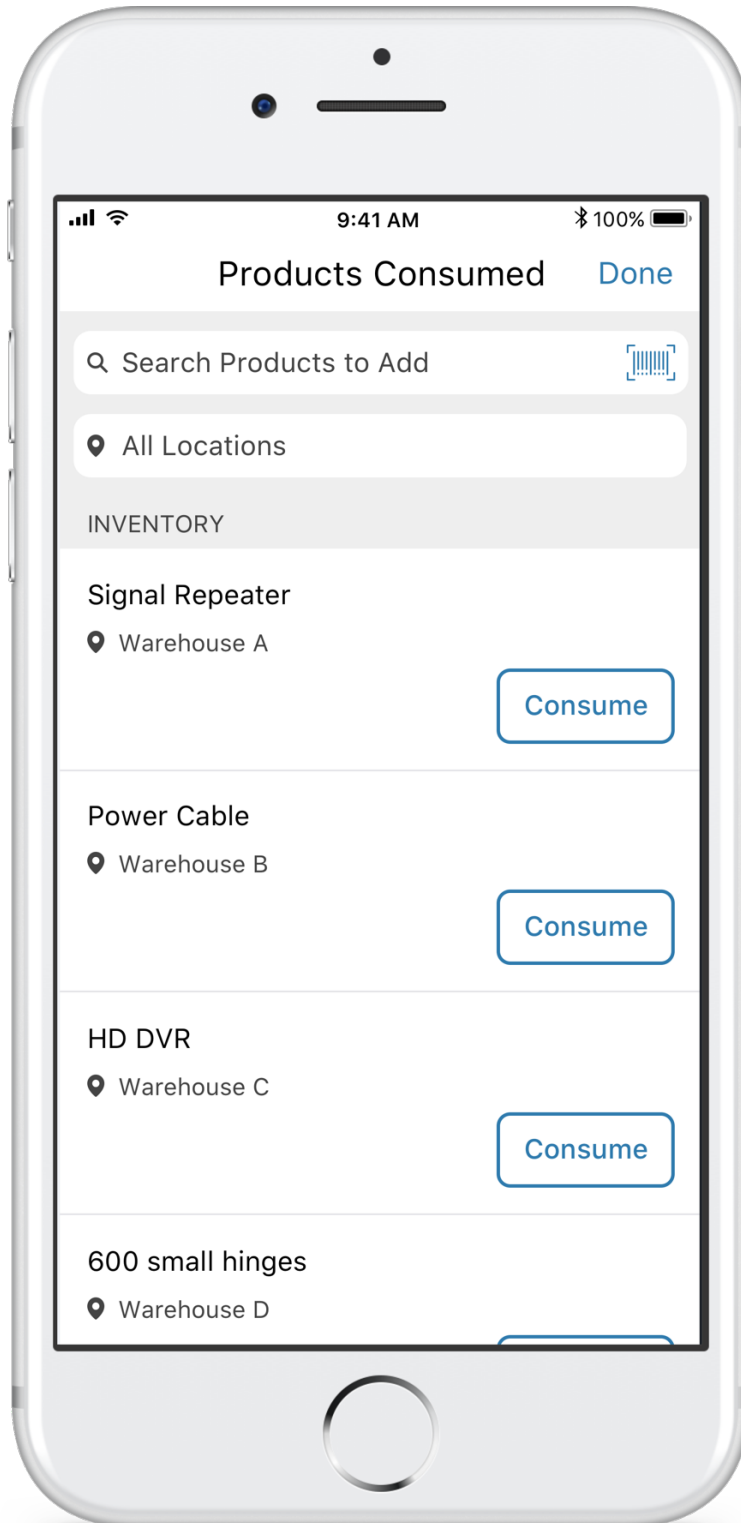 9:41 AM
100%
Products Consumed
Done
Search Products to Add
All Locations
INVENTORY
Signal Repeater
Warehouse A
Consume
Power Cable
Warehouse B
Consume
HD DVR
Warehouse C
Consume
600 small hinges
Warehouse D